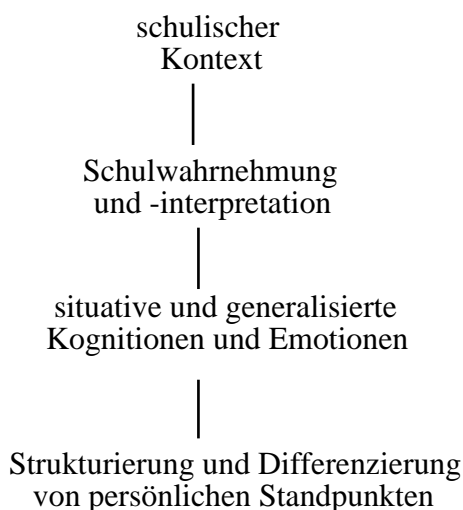 schulischer
Kontext
Schulwahrnehmung
und -interpretation
situative und generalisierte
Kognitionen und Emotionen
Strukturierung und Differenzierung
von persönlichen Standpunkten